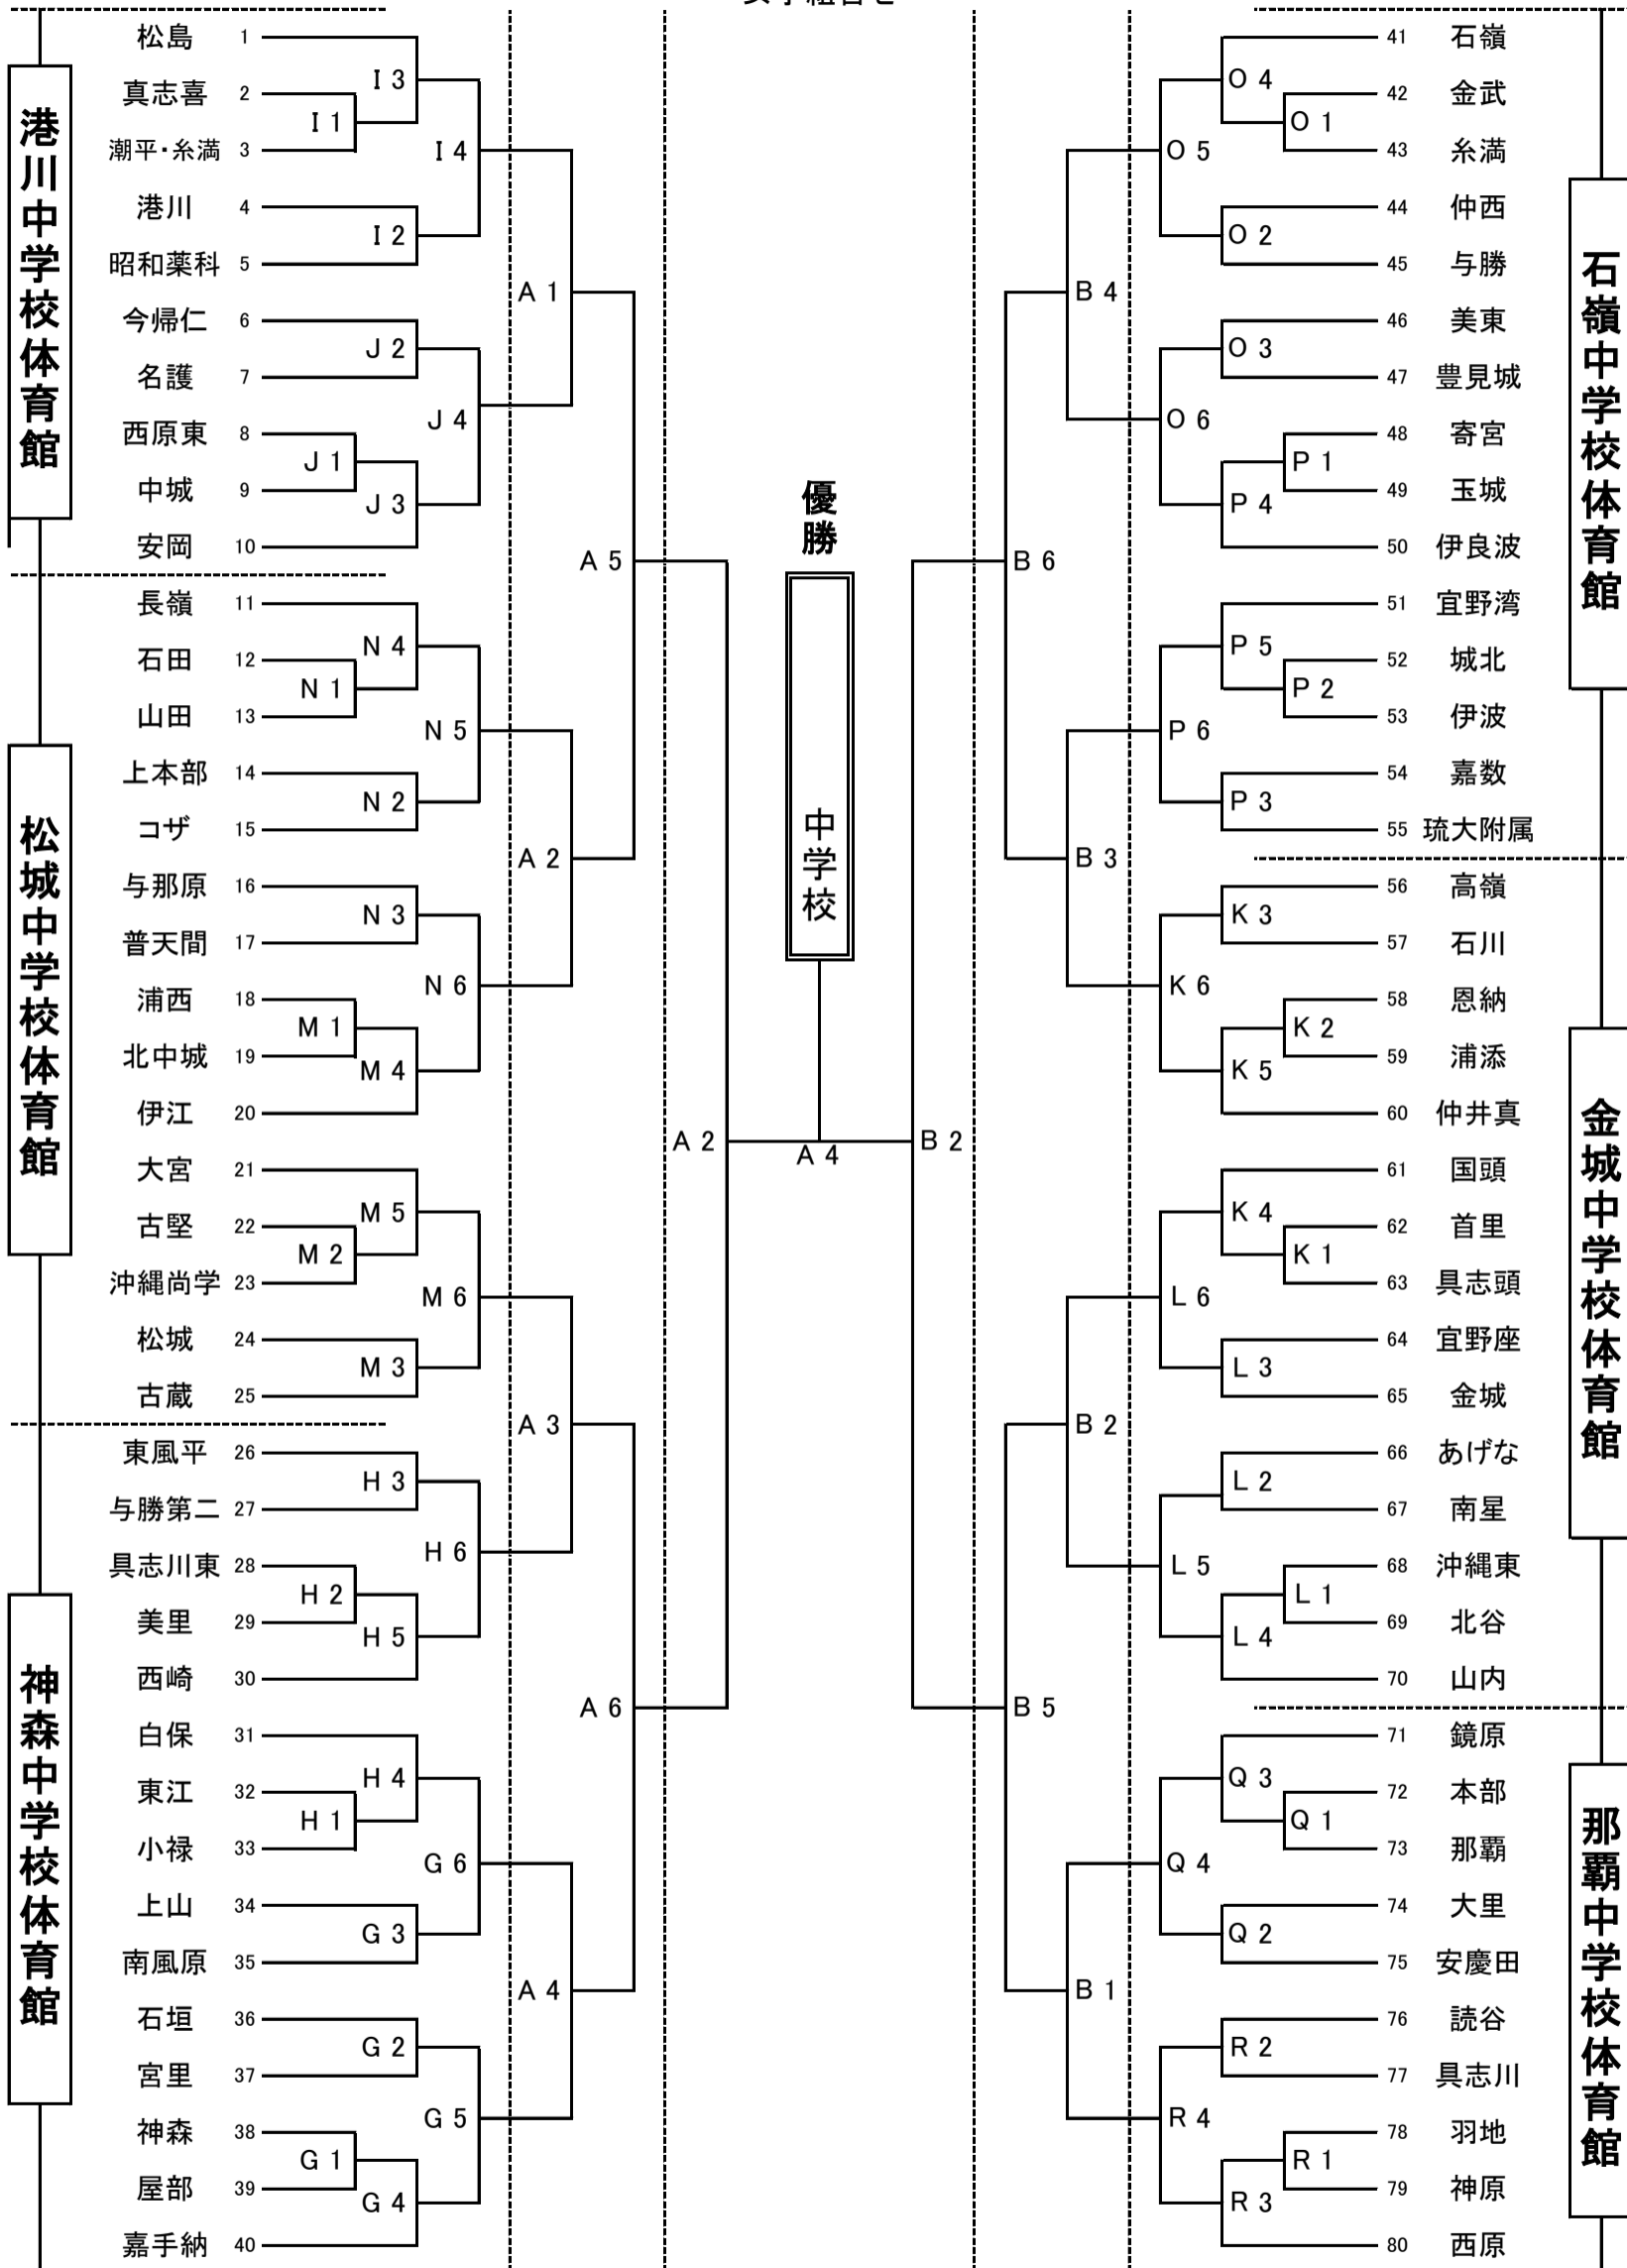 港川中学校体育館
松島 1
真志喜 2
潮平・糸満 3
港川 4
昭和薬科 5
今帰仁 6
名護 7
西原東 8
中城 9
安岡 10
I 3
I 1
I 4
I 2
J 2
J 4
J 1
J 3
A 1
松城中学校体育館
長嶺 11
石田 12
山田 13
上本部 14
コザ 15
与那原 16
普天間 17
浦西 18
北中城 19
伊江 20
大宮 21
古堅 22
沖縄尚学 23
松城 24
古蔵 25
N 4
N 1
N 5
N 2
N 3
N 6
M 1
M 4
M 5
M 2
M 6
M 3
A 2
A 5
A 3
神森中学校体育館
東風平 26
与勝第二 27
具志川東 28
美里 29
西崎 30
白保 31
東江 32
小禄 33
上山 34
南風原 35
石垣 36
宮里 37
神森 38
屋部 39
嘉手納 40
H 3
H 6
H 2
H 5
H 4
H 1
G 6
G 3
G 2
G 5
G 1
G 4
A 6
A 4
優勝
中学校
A 2
A 4
B 2
石嶺中学校体育館
41 石嶺
42 金武
43 糸満
44 仲西
45 与勝
46 美東
47 豊見城
48 寄宮
49 玉城
50 伊良波
51 宜野湾
52 城北
53 伊波
54 嘉数
55 琉大附属
O 4
O 1
O 5
O 2
O 3
O 6
P 1
P 4
P 5
P 2
P 6
P 3
B 4
B 6
B 3
金城中学校体育館
56 高嶺
57 石川
58 恩納
59 浦添
60 仲井真
61 国頭
62 首里
63 具志頭
64 宜野座
65 金城
66 あげな
67 南星
68 沖縄東
69 北谷
70 山内
K 3
K 6
K 2
K 5
K 4
K 1
L 6
L 3
L 2
L 5
L 1
L 4
B 2
B 5
那覇中学校体育館
71 鏡原
72 本部
73 那覇
74 大里
75 安慶田
76 読谷
77 具志川
78 羽地
79 神原
80 西原
Q 3
Q 1
Q 4
Q 2
R 2
R 4
R 1
R 3
B 1